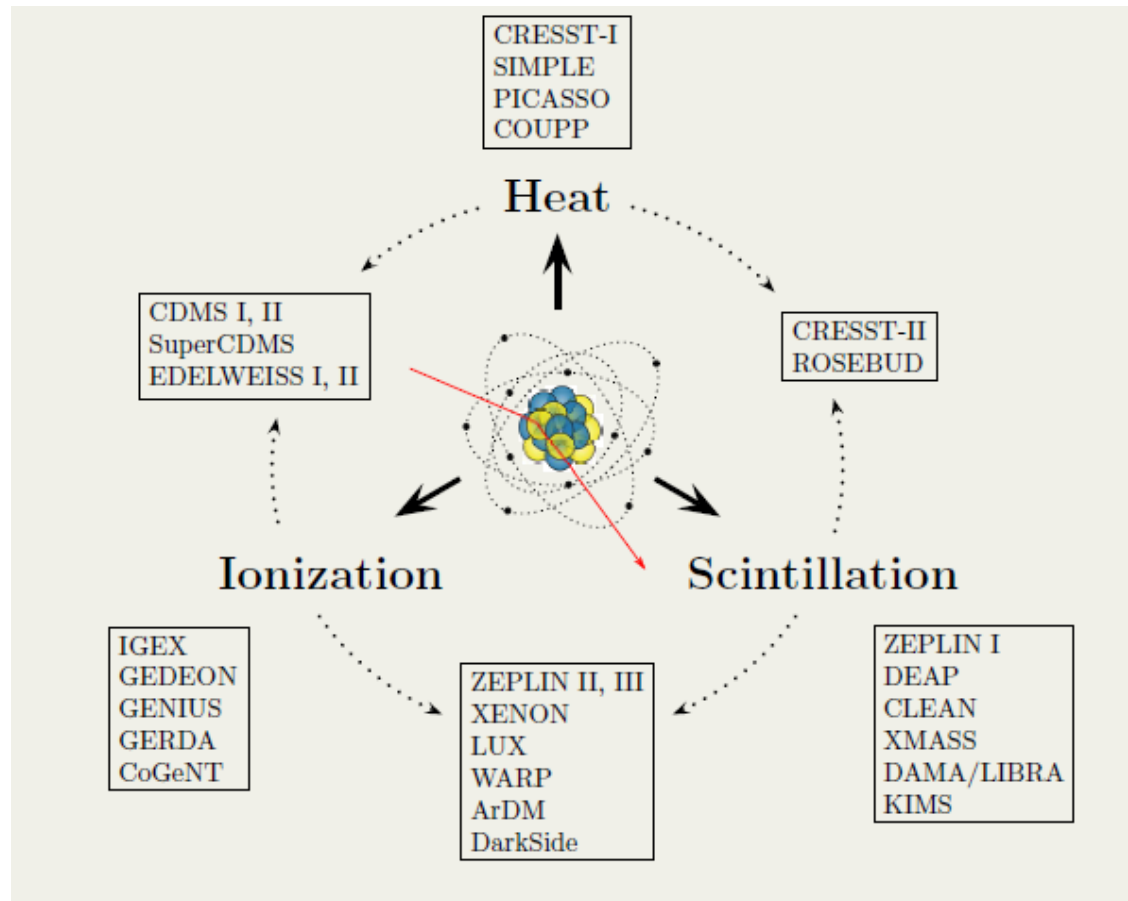 CRESST-I
SIMPLE
PICASSO
COUPP
Heat
CDMS I, II
SuperCDMS
EDELWEISS I, II
CRESST-II
ROSEBUD
Ionization
Scintillation
IGEX
GEDEON
GENIUS
GERDA
CoGeNT
ZEPLIN II, III
XENON
LUX
WARP
ArDM
DarkSide
ZEPLIN I
DEAP
CLEAN
XMASS
DAMA/LIBRA
KIMS